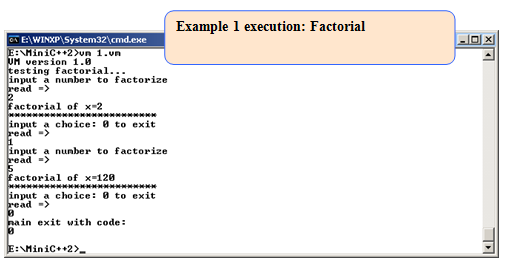 Example 1 execution: Factorial
E:\WINXP\System32\cmd.exe
E:\MiniC++2>vm 1.vm
VM version 1.0
testing factorial...
input a number to factorize
read =>
2
factorial of x=2
**************************
input a choice: 0 to exit
read =>
1
input a number to factorize
read =>
5
factorial of x=120
**************************
input a choice: 0 to exit
read =>
0
main exit with code:
0
E:\MiniC++2>_